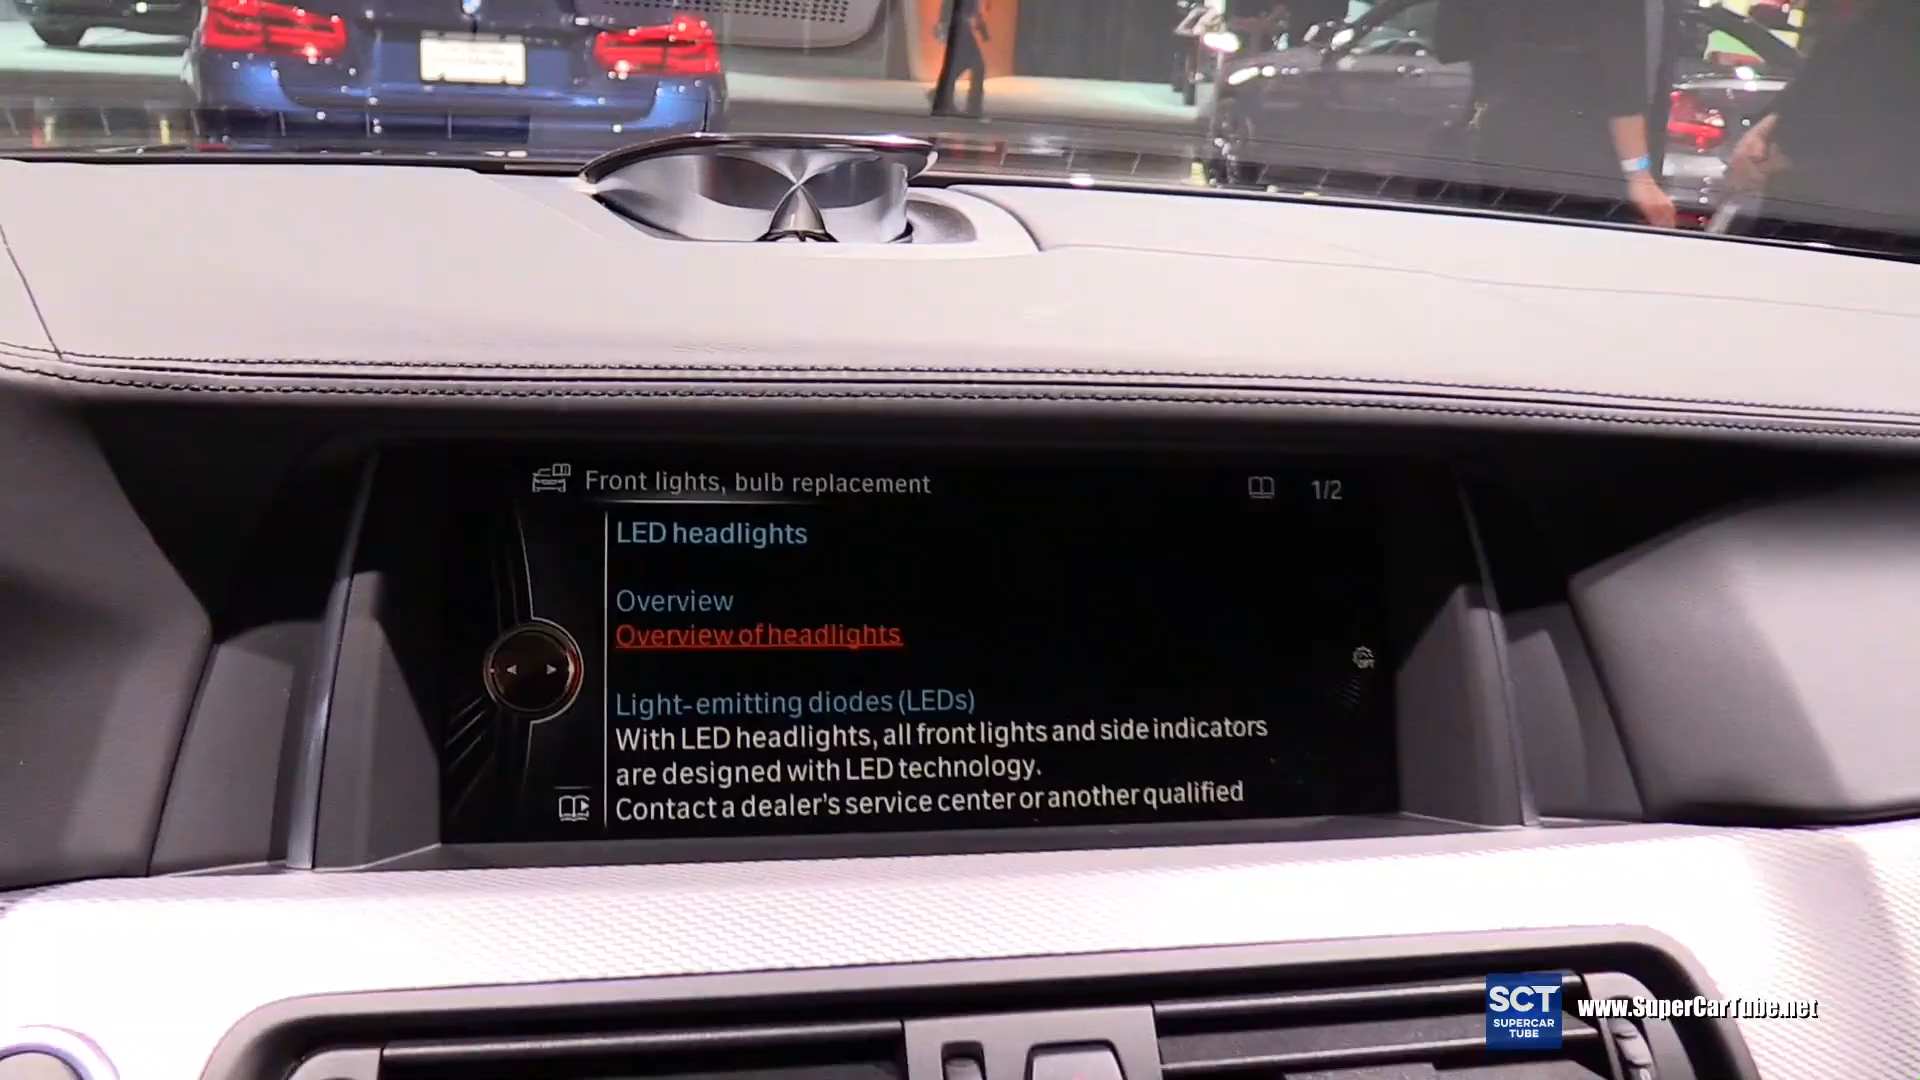 Front lights, bulb replacement
1/2
LED headlights
Overview
Overview of headlights
Light-emitting diodes (LEDs)
With LED headlights, all front lights and side indicators
are designed with LED technology.
Contact a dealer's service center or another qualified
SCT
SUPERCAR
TUBE
www.SuperCarTube.net